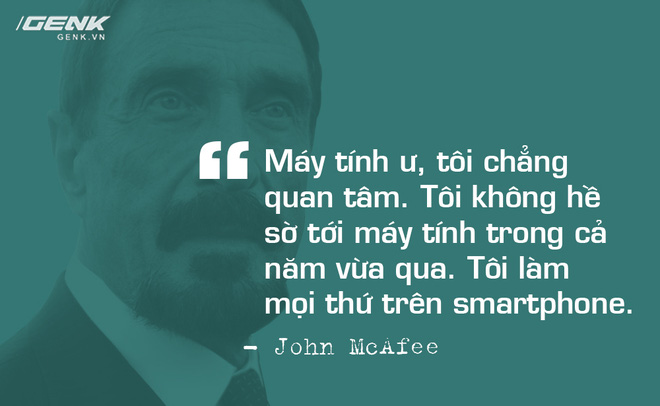 GENK
GENK.VN
“
Máy tính ư, tôi chẳng
quan tâm. Tôi không hề
sờ tới máy tính trong cả
năm vừa qua. Tôi làm
mọi thứ trên smartphone.
– John McAfee